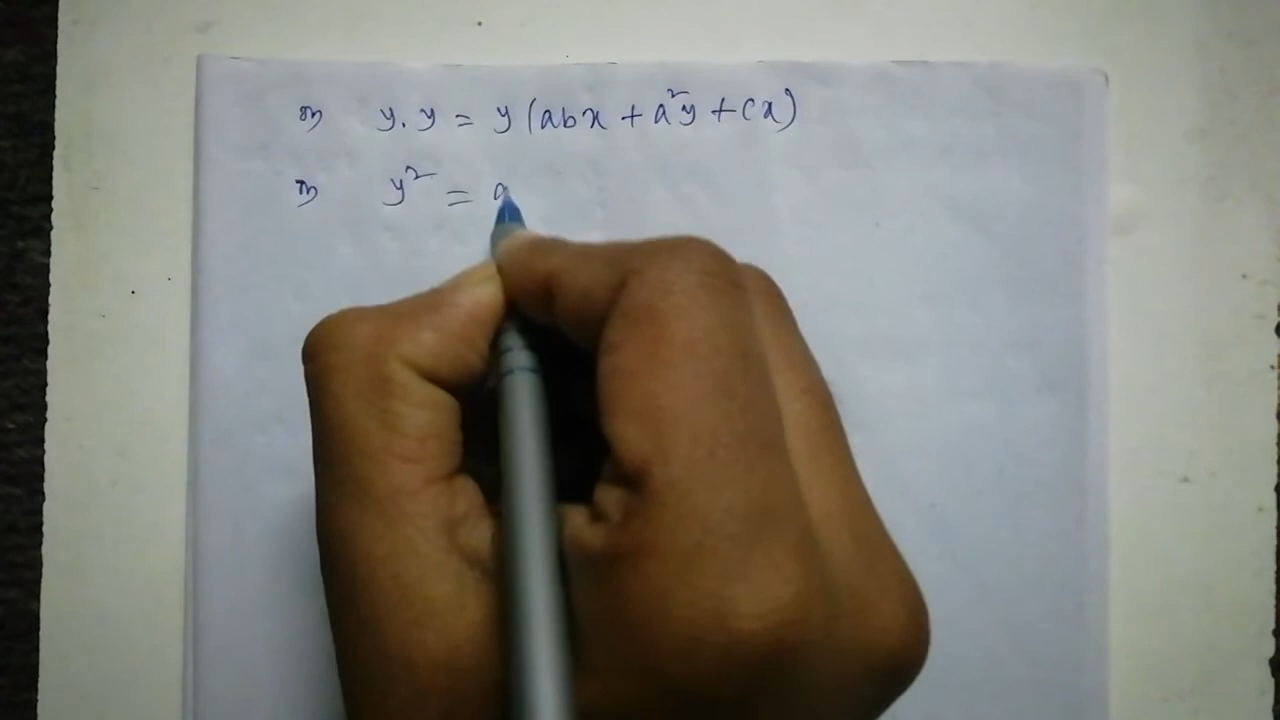 ⇒ y.y = y(abx + a²y + cx)
⇒ y² = a